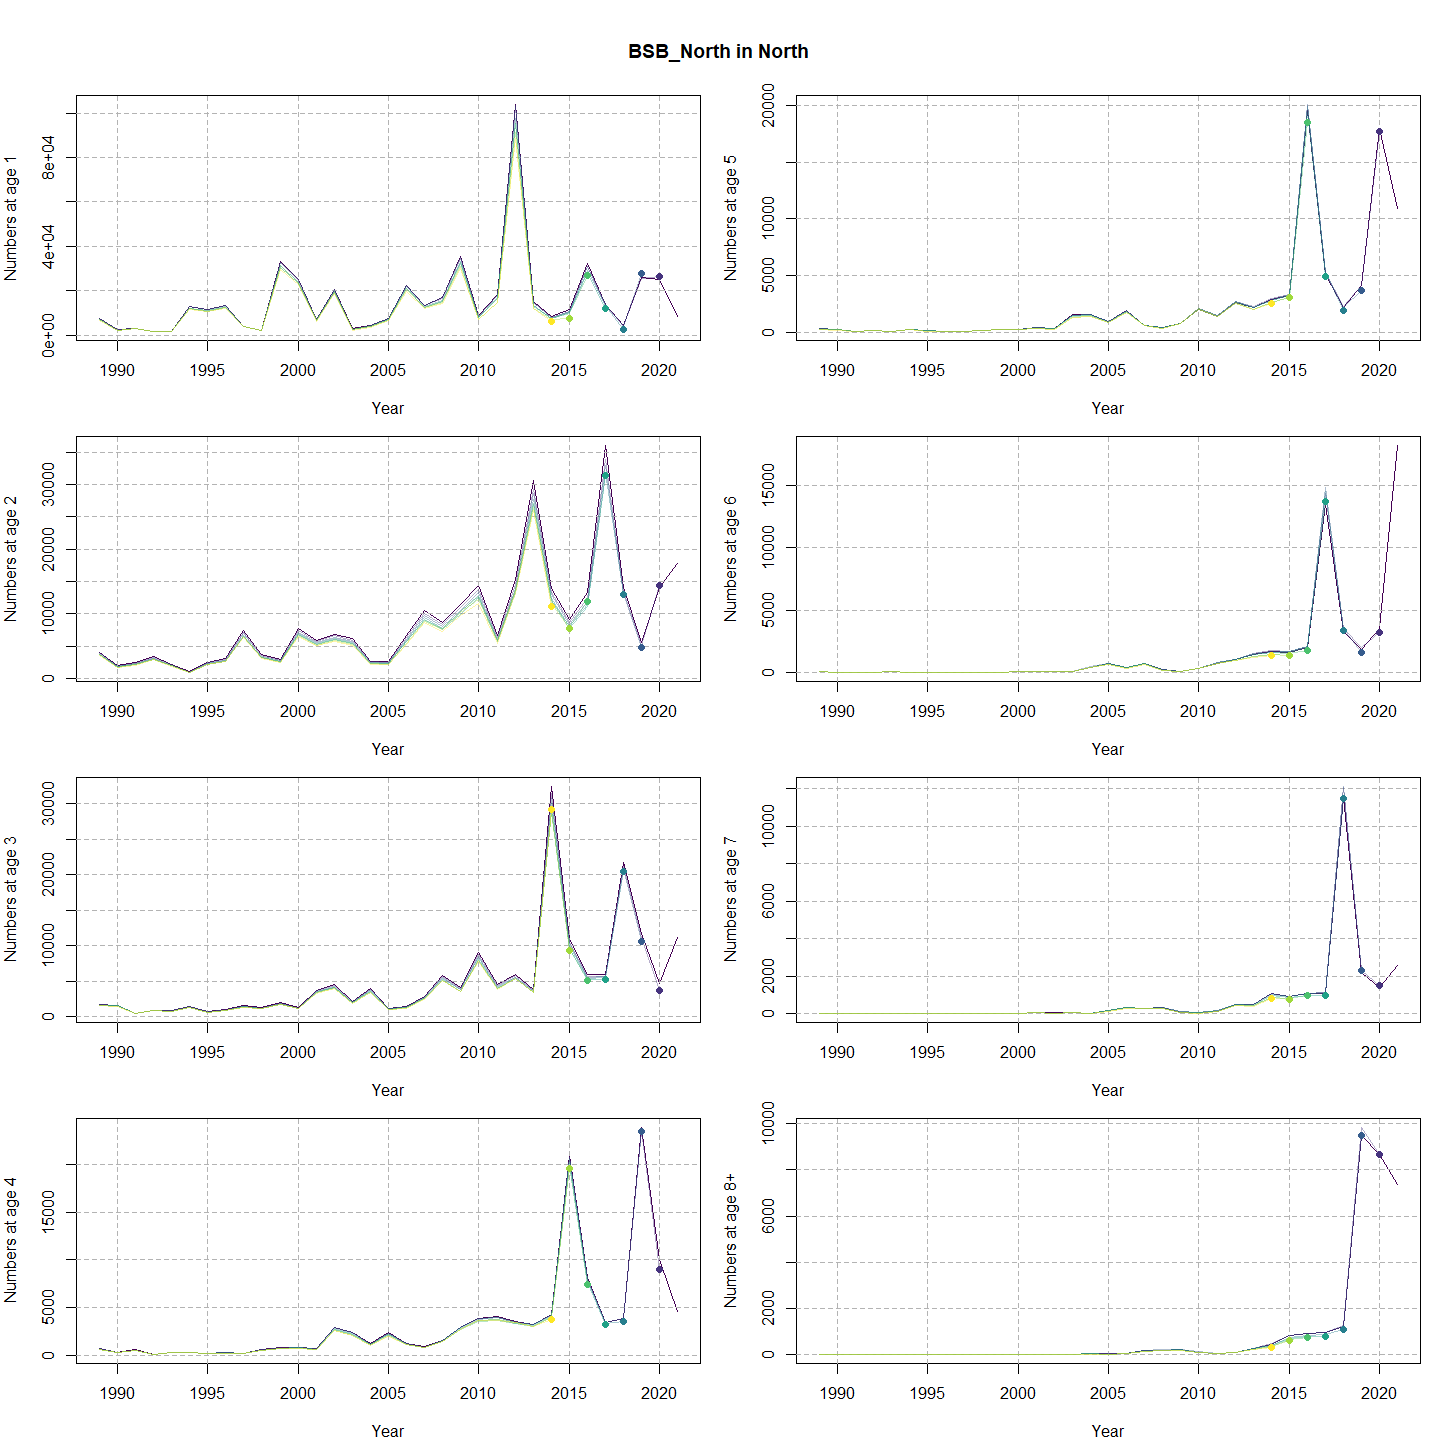 BSB_North in North
Numbers at age 1
0e+00 4e+04 8e+04
1990 1995 2000 2005 2010 2015 2020
Year
Numbers at age 5
0 5000 10000 20000
1990 1995 2000 2005 2010 2015 2020
Year
Numbers at age 2
0 10000 20000 30000
1990 1995 2000 2005 2010 2015 2020
Year
Numbers at age 6
0 5000 10000 15000
1990 1995 2000 2005 2010 2015 2020
Year
Numbers at age 3
0 10000 20000 30000
1990 1995 2000 2005 2010 2015 2020
Year
Numbers at age 7
0 2000 6000 10000
1990 1995 2000 2005 2010 2015 2020
Year
Numbers at age 4
0 5000 15000
1990 1995 2000 2005 2010 2015 2020
Year
Numbers at age 8+
0 2000 6000 10000
1990 1995 2000 2005 2010 2015 2020
Year